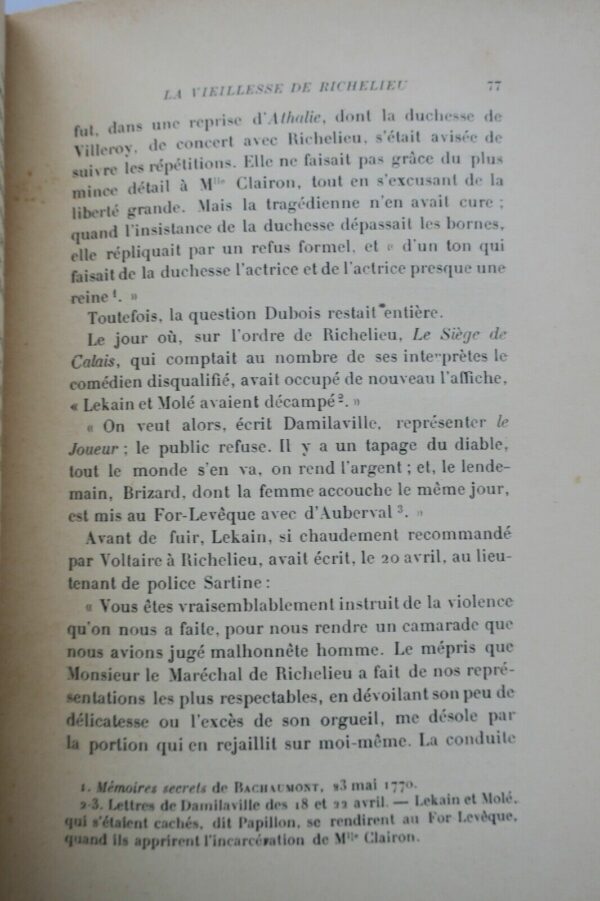 LA VIEILLESSE DE RICHELIEU 77
fut, dans une reprise d'Athalie, dont la duchesse de
Villeroy, de concert avec Richelieu, s'était avisée de
suivre les répétitions. Elle ne faisait pas grâce du plus
mince détail à Mlle Clairon, tout en s'excusant de la
liberté grande. Mais la tragédienne n'en avait cure ;
quand l'insistance de la duchesse dépassait les bornes,
elle répliquait par un refus formel, et « d'un ton qui
faisait de la duchesse l'actrice et de l'actrice presque une
reine¹. »
Toutefois, la question Dubois restait entière.
Le jour où, sur l'ordre de Richelieu, Le Siège de
Calais, qui comptait au nombre de ses interprètes le
comédien disqualifié, avait occupé de nouveau l'affiche,
« Lekain et Molé avaient décampé². »
« On veut alors, écrit Damilaville, représenter le
Joueur ; le public refuse. Il y a un tapage du diable,
tout le monde s'en va, on rend l'argent ; et, le lende-
main, Brizard, dont la femme accouche le même jour,
est mis au For-Levêque avec d'Auberval³. »
Avant de fuir, Lekain, si chaudement recommandé
par Voltaire à Richelieu, avait écrit, le 20 avril, au lieu-
tenant de police Sartine :
« Vous êtes vraisemblablement instruit de la violence
qu'on nous a faite, pour nous rendre un camarade que
nous avions jugé malhonnête homme. Le mépris que
Monsieur le Maréchal de Richelieu a fait de nos repré-
sentations les plus respectables, en dévoilant son peu de
délicatesse ou l'excès de son orgueil, me désole par
la portion qui en rejaillit sur moi-même. La conduite
1. Mémoires secrets de BACHAUMONT, 23 mai 1770.
2-3. Lettres de Damilaville des 18 et 22 avril. — Lekain et Molé,
qui s'étaient cachés, dit Papillon, se rendirent au For Levêque,
quand ils apprirent l'incarcération de Mlle Clairon.